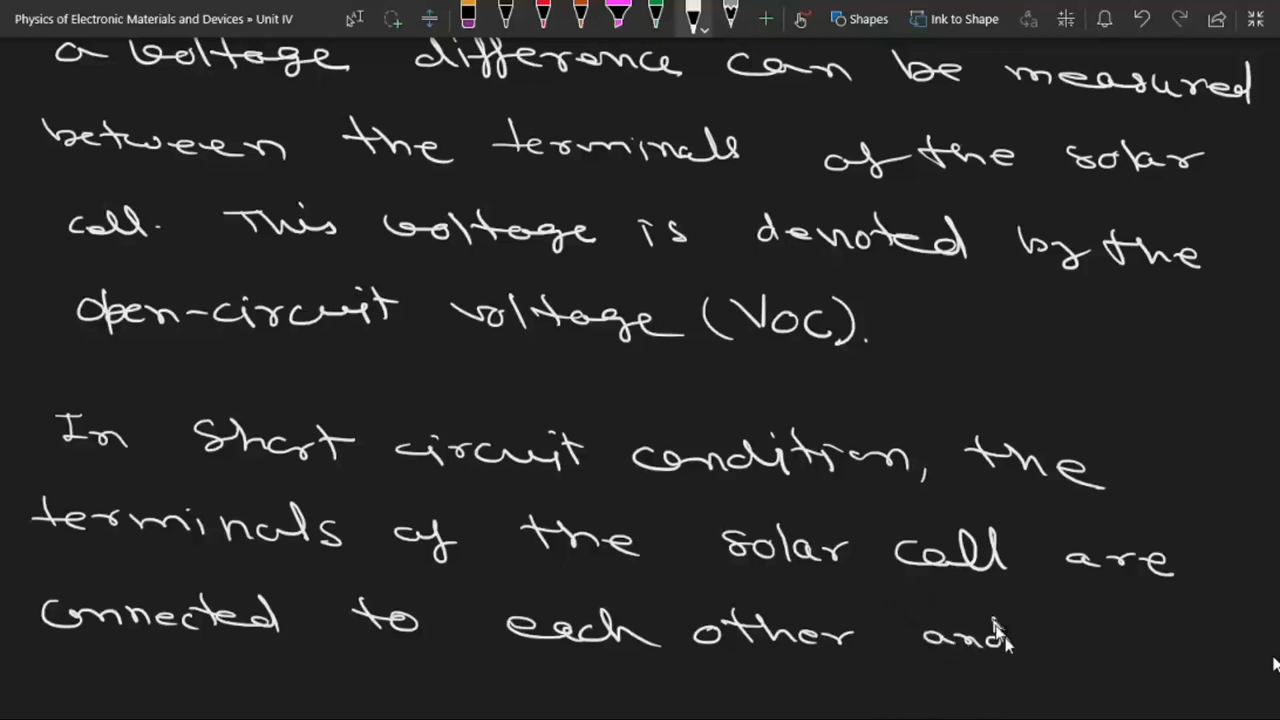 Physics of Electronic Materials and Devices » Unit IV
Shapes
Ink to Shape
a voltage difference can be measured
between the terminals of the solar
cell. This voltage is denoted by the
open-circuit voltage (VOC).
In Short circuit condition, the
terminals of the solar cell are
connected to each other and